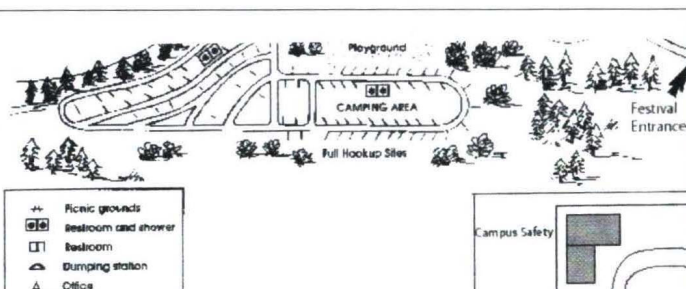 Playground
CAMPING AREA
Full Hookup Sites
Festival
Entrance
Picnic grounds
Restroom and shower
Restroom
Dumping station
Office
Campus Safety